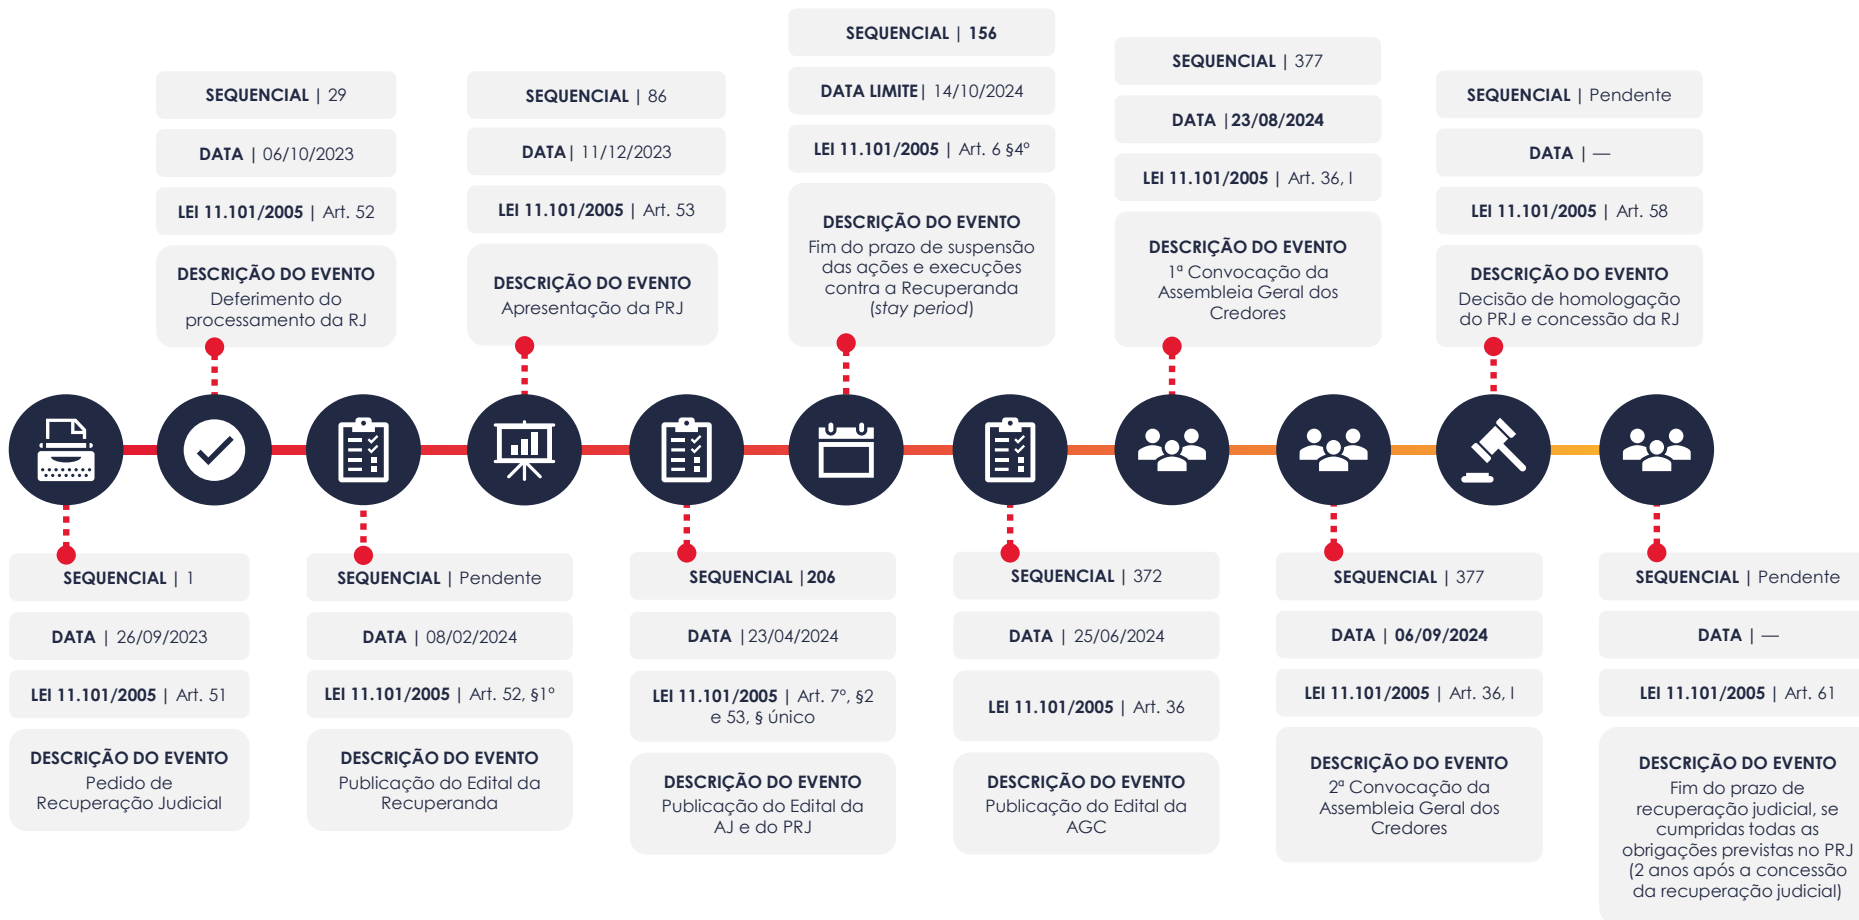 SEQUENCIAL | 29
DATA | 06/10/2023
LEI 11.101/2005 | Art. 52
DESCRIÇÃO DO EVENTO
Deferimento do
processamento da RJ
SEQUENCIAL | 86
DATA| 11/12/2023
LEI 11.101/2005 | Art. 53
DESCRIÇÃO DO EVENTO
Apresentação da PRJ
SEQUENCIAL | 156
DATA LIMITE| 14/10/2024
LEI 11.101/2005 | Art. 6 §4º
DESCRIÇÃO DO EVENTO
Fim do prazo de suspensão
das ações e execuções
contra a Recuperanda
(stay period)
SEQUENCIAL | 377
DATA |23/08/2024
LEI 11.101/2005 | Art. 36, I
DESCRIÇÃO DO EVENTO
1ª Convocação da
Assembleia Geral dos
Credores
SEQUENCIAL | Pendente
DATA | —
LEI 11.101/2005 | Art. 58
DESCRIÇÃO DO EVENTO
Decisão de homologação
do PRJ e concessão da RJ
SEQUENCIAL | 1
DATA | 26/09/2023
LEI 11.101/2005 | Art. 51
DESCRIÇÃO DO EVENTO
Pedido de
Recuperação Judicial
SEQUENCIAL | Pendente
DATA | 08/02/2024
LEI 11.101/2005 | Art. 52, §1º
DESCRIÇÃO DO EVENTO
Publicação do Edital da
Recuperanda
SEQUENCIAL |206
DATA |23/04/2024
LEI 11.101/2005 | Art. 7º, §2
e 53, § único
DESCRIÇÃO DO EVENTO
Publicação do Edital da
AJ e do PRJ
SEQUENCIAL | 372
DATA | 25/06/2024
LEI 11.101/2005 | Art. 36
DESCRIÇÃO DO EVENTO
Publicação do Edital da
AGC
SEQUENCIAL | 377
DATA | 06/09/2024
LEI 11.101/2005 | Art. 36, I
DESCRIÇÃO DO EVENTO
2ª Convocação da
Assembleia Geral dos
Credores
SEQUENCIAL | Pendente
DATA | —
LEI 11.101/2005 | Art. 61
DESCRIÇÃO DO EVENTO
Fim do prazo de
recuperação judicial, se
cumpridas todas as
obrigações previstas no PRJ
(2 anos após a concessão
da recuperação judicial)